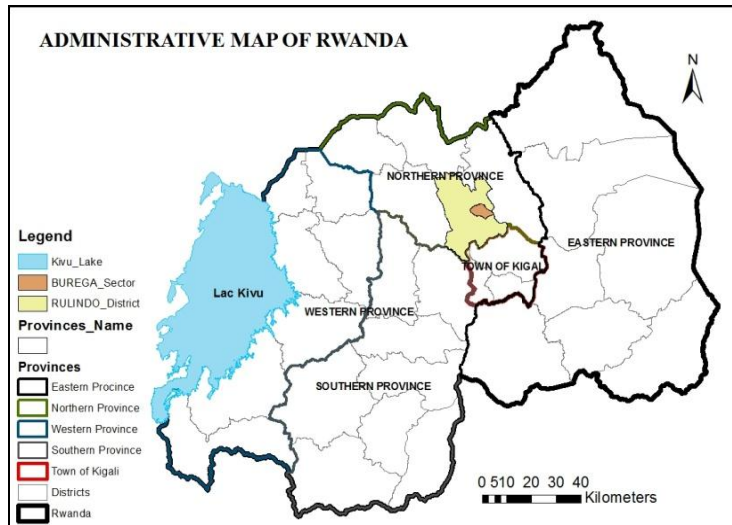 ADMINISTRATIVE MAP OF RWANDA
N
NORTHERN PROVINCE
EASTERN PROVINCE
TOWN OF KIGALI
Lac Kivu
WESTERN PROVINCE
SOUTHERN PROVINCE
Legend
Kivu_Lake
BUREGA_Sector
RULINDO_District
Provinces_Name
Provinces
Eastern Procince
Northern Province
Western Province
Southern Province
Town of Kigali
Districts
Rwanda
0 510 20 30 40
Kilometers